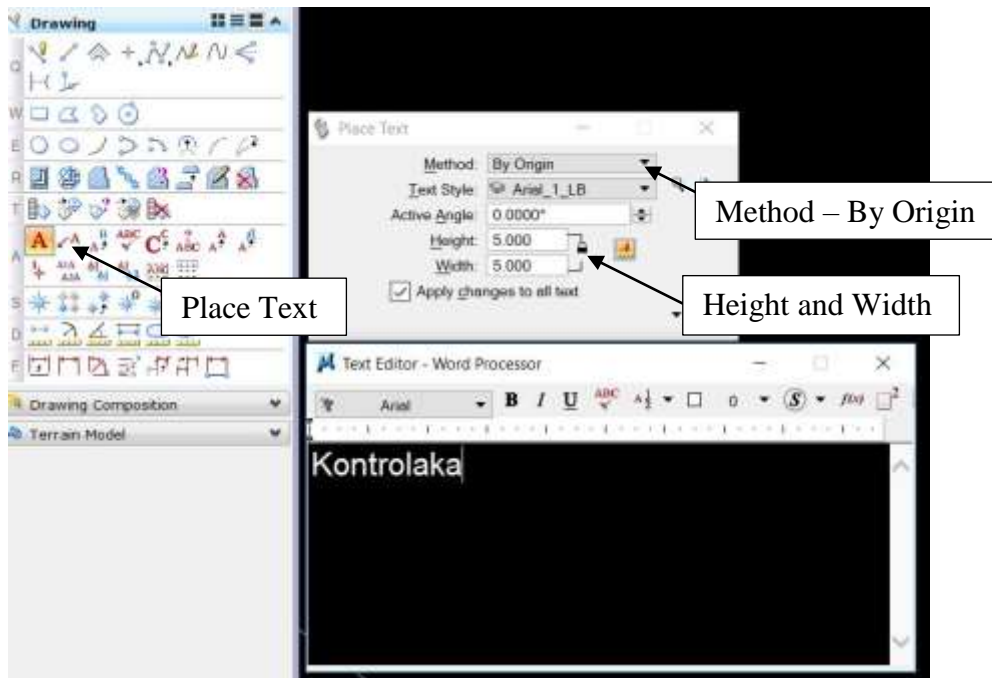 Drawing
Q
W
E
R
T
A
S
D
F
Drawing Composition
Terrain Model
Place Text
Place Text
Method: By Origin
Text Style: Arial_1_LB
Active Angle: 0.0000°
Height: 5.000
Width: 5.000
Apply changes to all text
Method – By Origin
Height and Width
Text Editor - Word Processor
Arial
B I U ABC 0 S f(x)
Kontrolaka